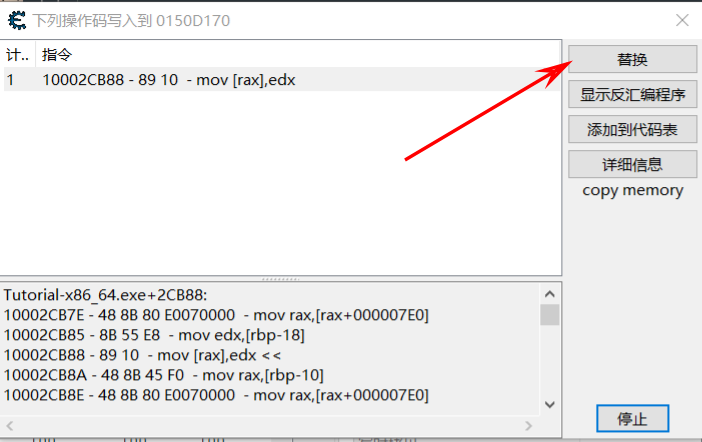 下列操作码写入到 0150D170
计.. 指令
1 10002CB88 - 89 10 - mov [rax],edx
替换
显示反汇编程序
添加到代码表
详细信息
copy memory
Tutorial-x86_64.exe+2CB88:
10002CB7E - 48 8B 80 E0070000 - mov rax,[rax+000007E0]
10002CB85 - 8B 55 E8 - mov edx,[rbp-18]
10002CB88 - 89 10 - mov [rax],edx <<
10002CB8A - 48 8B 45 F0 - mov rax,[rbp-10]
10002CB8E - 48 8B 80 E0070000 - mov rax,[rax+000007E0]
停止